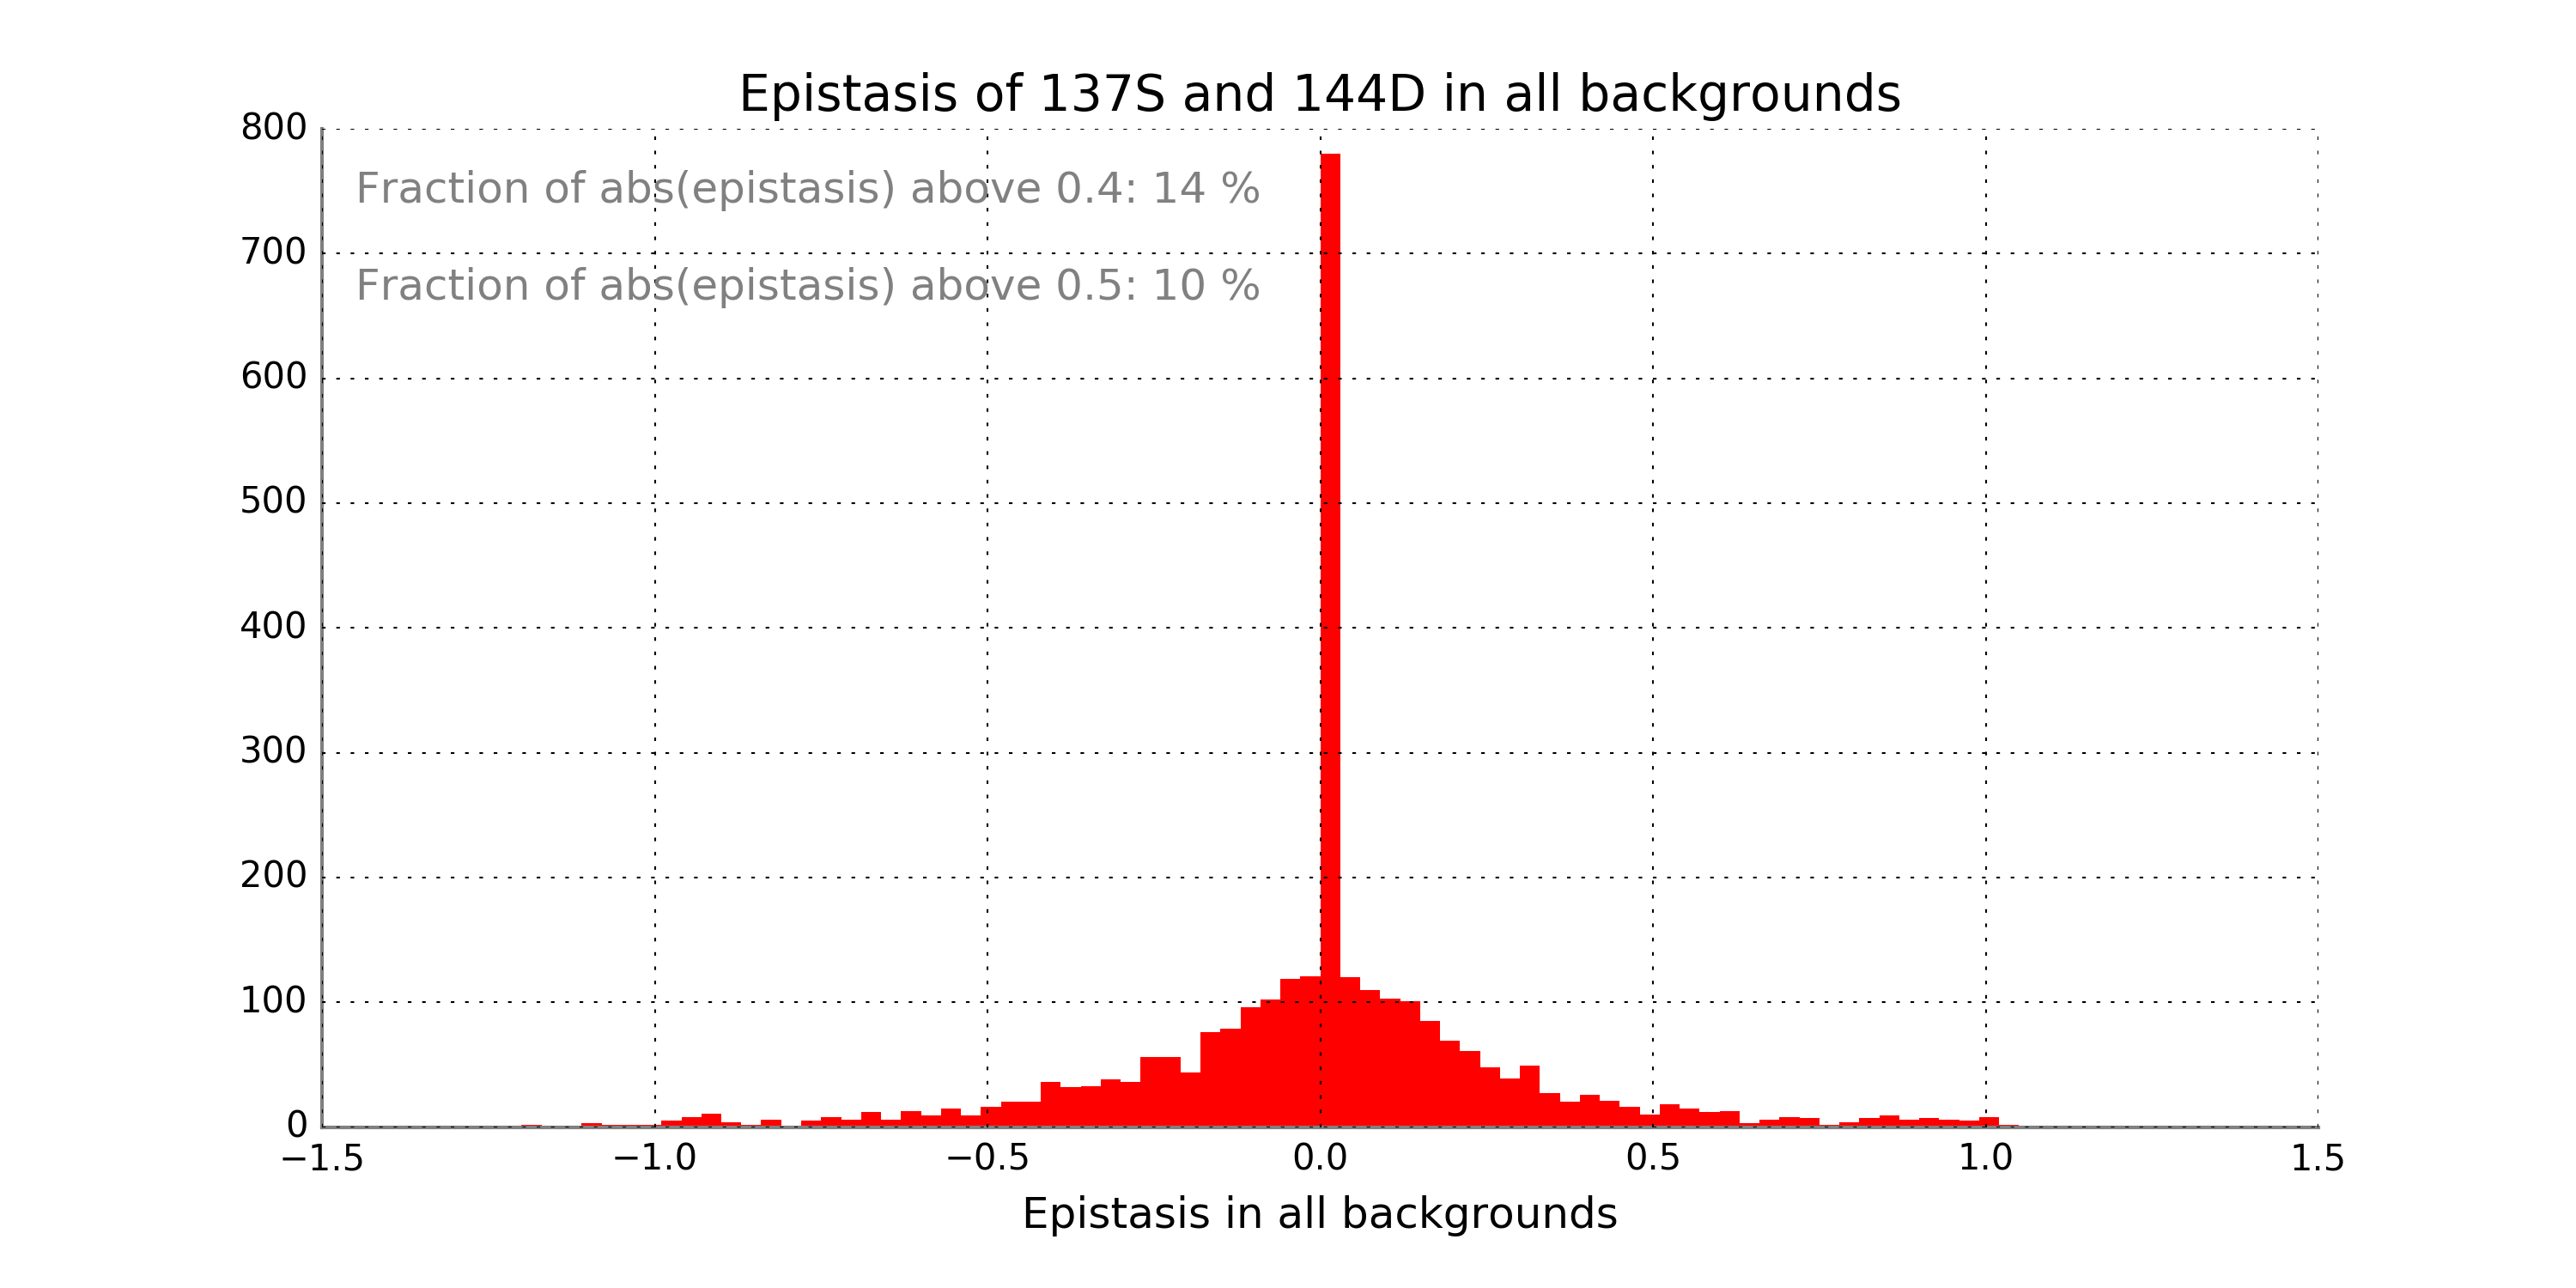 Epistasis of 137S and 144D in all backgrounds
800
Fraction of abs(epistasis) above 0.4: 14 %
700
Fraction of abs(epistasis) above 0.5: 10 %
600
500
400
300
200
100
0
−1.5 −1.0 −0.5 0.0 0.5 1.0 1.5
Epistasis in all backgrounds